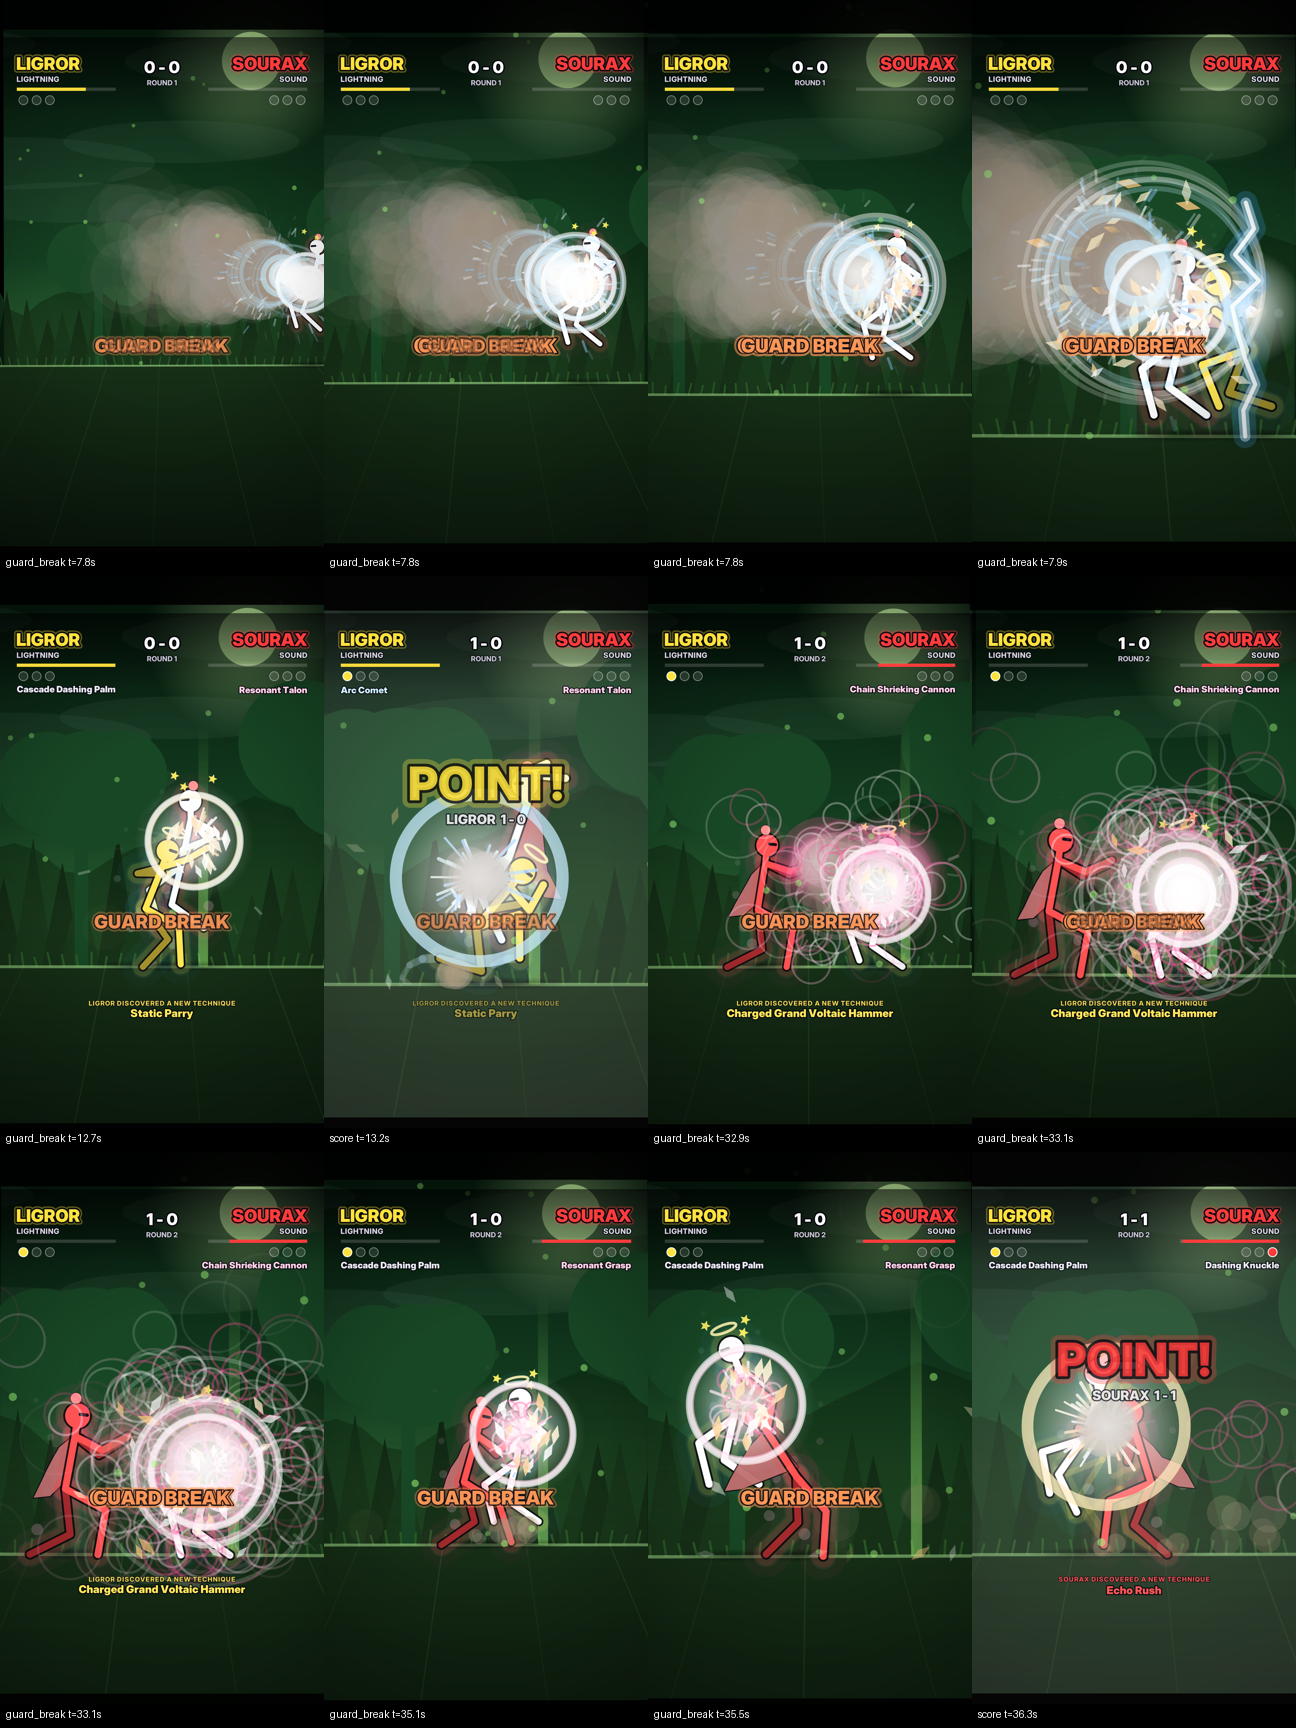 LIGROR
0-0
SOURAX
LIGHTNING
ROUND 1
SOUND
GUARD BREAK
guard_break t=7.8s
LIGROR
0-0
SOURAX
LIGHTNING
ROUND 1
SOUND
GUARD BREAK
guard_break t=7.8s
LIGROR
0-0
SOURAX
LIGHTNING
ROUND 1
SOUND
GUARD BREAK
guard_break t=7.8s
LIGROR
0-0
SOURAX
LIGHTNING
ROUND 1
SOUND
GUARD BREAK
guard_break t=7.9s
LIGROR
0-0
SOURAX
LIGHTNING
ROUND 1
SOUND
Cascade Dashing Palm
Resonant Talon
GUARD BREAK
LIGROR DISCOVERED A NEW TECHNIQUE
Static Parry
guard_break t=12.7s
LIGROR
1-0
SOURAX
LIGHTNING
ROUND 1
SOUND
Arc Comet
Resonant Talon
POINT!
LIGROR 1-0
GUARD BREAK
LIGROR DISCOVERED A NEW TECHNIQUE
Static Parry
score t=13.2s
LIGROR
1-0
SOURAX
LIGHTNING
ROUND 2
SOUND
Chain Shrieking Cannon
GUARD BREAK
LIGROR DISCOVERED A NEW TECHNIQUE
Charged Grand Voltaic Hammer
guard_break t=32.9s
LIGROR
1-0
SOURAX
LIGHTNING
ROUND 2
SOUND
Chain Shrieking Cannon
GUARD BREAK
LIGROR DISCOVERED A NEW TECHNIQUE
Charged Grand Voltaic Hammer
guard_break t=33.1s
LIGROR
1-0
SOURAX
LIGHTNING
ROUND 2
SOUND
Chain Shrieking Cannon
GUARD BREAK
LIGROR DISCOVERED A NEW TECHNIQUE
Charged Grand Voltaic Hammer
guard_break t=33.1s
LIGROR
1-0
SOURAX
LIGHTNING
ROUND 2
SOUND
Cascade Dashing Palm
Resonant Grasp
GUARD BREAK
guard_break t=35.1s
LIGROR
1-0
SOURAX
LIGHTNING
ROUND 2
SOUND
Cascade Dashing Palm
Resonant Grasp
GUARD BREAK
guard_break t=35.5s
LIGROR
1-1
SOURAX
LIGHTNING
ROUND 2
SOUND
Cascade Dashing Palm
Dashing Knuckle
POINT!
SOURAX 1-1
SOURAX DISCOVERED A NEW TECHNIQUE
Echo Rush
score t=36.3s